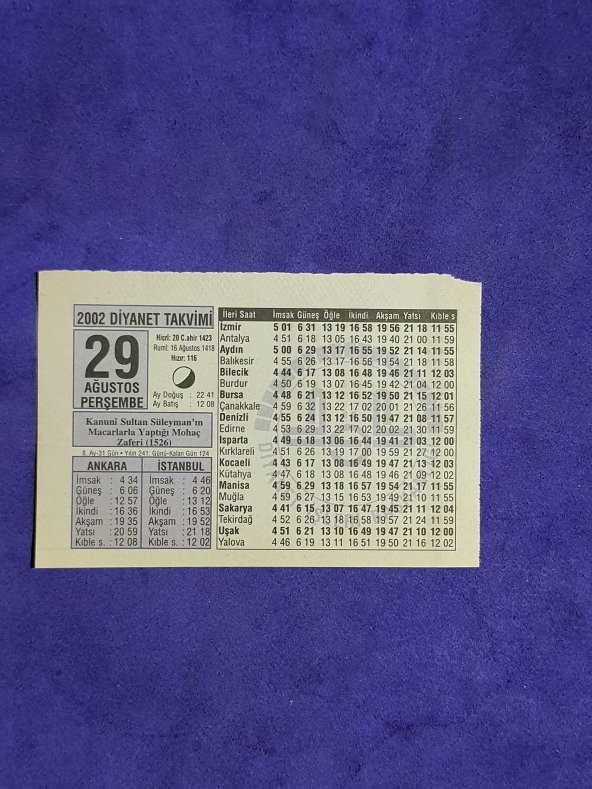 2002 DİYANET TAKVİMİ
29
AĞUSTOS
PERŞEMBE
Hicri: 20 C.ahir 1423
Rumi: 16 Ağustos 1418
Hızır: 116
Ay Doğuş : 22 41
Ay Batış : 12 08
Kanuni Sultan Süleyman'ın
Macarlarla Yaptığı Mohaç
Zaferi (1526)
8. Ay-31 Gün • Yılın 241. Günü-Kalan Gün 124
ANKARA
İmsak : 4 34
Güneş : 6 06
Öğle : 12 57
İkindi : 16 36
Akşam : 19 35
Yatsı : 20 59
Kıble s. : 12 08
İSTANBUL
: 4 46
: 6 20
: 13 12
: 16 53
: 19 52
: 21 18
: 12 02
İleri Saat İmsak Güneş Öğle İkindi Akşam Yatsı Kıble s
İzmir 5 01 6 31 13 19 16 58 19 56 21 18 11 55
Antalya 4 51 6 18 13 05 16 43 19 40 21 00 11 59
Aydın 5 00 6 29 13 17 16 55 19 52 21 14 11 55
Balıkesir 4 55 6 26 13 17 16 56 19 54 21 18 11 58
Bilecik 4 44 6 17 13 08 16 48 19 46 21 11 12 03
Burdur 4 50 6 19 13 07 16 45 19 42 21 04 12 00
Bursa 4 48 6 21 13 12 16 52 19 50 21 15 12 01
Çanakkale 4 59 6 32 13 22 17 02 20 01 21 26 11 56
Denizli 4 55 6 24 13 12 16 50 19 47 21 08 11 57
Edirne 4 53 6 29 13 22 17 02 20 02 21 30 11 59
Isparta 4 49 6 18 13 06 16 44 19 41 21 03 12 00
Kırklareli 4 51 6 26 13 19 17 00 20 00 21 27 12 00
Kocaeli 4 43 6 17 13 08 16 49 19 47 21 13 12 03
Kütahya 4 47 6 18 13 08 16 48 19 46 21 09 12 02
Manisa 4 59 6 29 13 18 16 57 19 54 21 17 11 55
Muğla 4 59 6 27 13 15 16 53 19 49 21 10 11 55
Sakarya 4 41 6 15 13 07 16 47 19 45 21 11 12 04
Tekirdağ 4 52 6 26 13 18 16 58 19 57 21 24 11 59
Uşak 4 51 6 21 13 10 16 49 19 47 21 10 12 00
Yalova 4 46 6 19 13 11 16 51 19 50 21 16 12 02